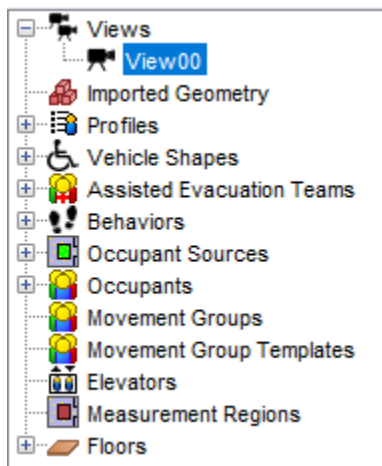 Views
View00
Imported Geometry
Profiles
Vehicle Shapes
Assisted Evacuation Teams
Behaviors
Occupant Sources
Occupants
Movement Groups
Movement Group Templates
Elevators
Measurement Regions
Floors